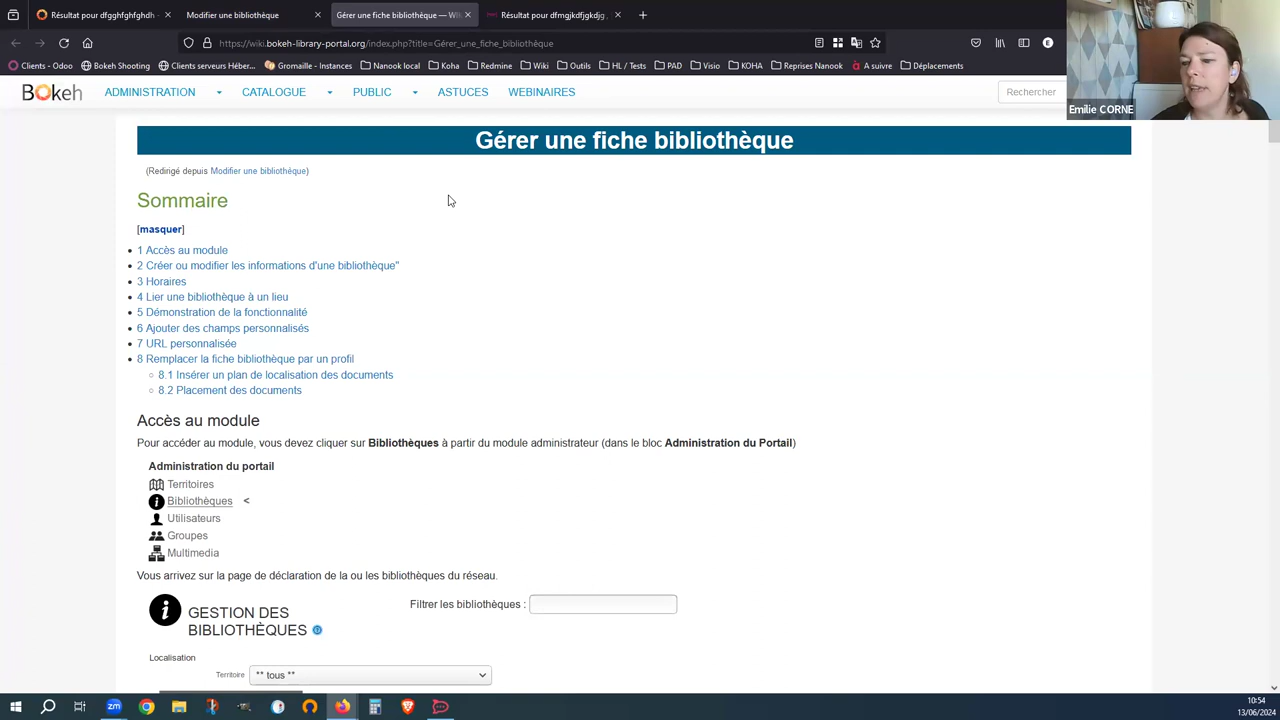 Résultat pour dfgghfghfghdh
Modifier une bibliothèque
Gérer une fiche bibliothèque — Wi
Résultat pour dfmgjkdfjgkdjg
https://wiki.bokeh-library-portal.org/index.php?title=Gérer_une_fiche_bibliothèque
Clients - Odoo
Bokeh Shooting
Clients serveurs Héber...
Gromaille - Instances
Nanook local
Koha
Redmine
Wiki
Outils
HL / Tests
PAD
Visio
KOHA
Reprises Nanook
A suivre
Déplacements
Bokeh
ADMINISTRATION
CATALOGUE
PUBLIC
ASTUCES
WEBINAIRES
Rechercher
Emilie CORNE
Gérer une fiche bibliothèque
(Redirigé depuis Modifier une bibliothèque)
Sommaire
[masquer]
1 Accès au module
2 Créer ou modifier les informations d'une bibliothèque"
3 Horaires
4 Lier une bibliothèque à un lieu
5 Démonstration de la fonctionnalité
6 Ajouter des champs personnalisés
7 URL personnalisée
8 Remplacer la fiche bibliothèque par un profil
8.1 Insérer un plan de localisation des documents
8.2 Placement des documents
Accès au module
Pour accéder au module, vous devez cliquer sur Bibliothèques à partir du module administrateur (dans le bloc Administration du Portail)
Administration du portail
Territoires
Bibliothèques <
Utilisateurs
Groupes
Multimedia
Vous arrivez sur la page de déclaration de la ou les bibliothèques du réseau.
GESTION DES
BIBLIOTHÈQUES
Filtrer les bibliothèques :
Localisation
Territoire
** tous **
10:54
13/06/2024